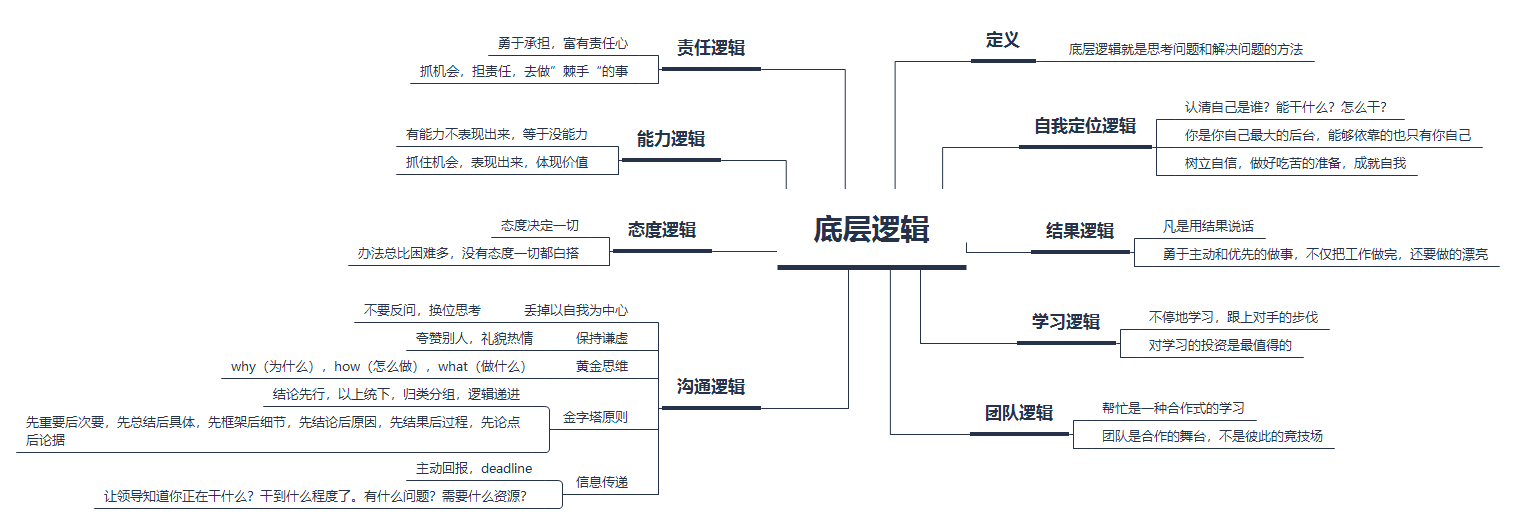 底层逻辑
定义
底层逻辑就是思考问题和解决问题的方法
自我定位逻辑
认清自己是谁？能干什么？怎么干？
你是你自己最大的后台，能够依靠的也只有你自己
树立自信，做好吃苦的准备，成就自我
结果逻辑
凡是用结果说话
勇于主动和优先的做事，不仅把工作做完，还要做的漂亮
学习逻辑
不停地学习，跟上对手的步伐
对学习的投资是最值得的
团队逻辑
帮忙是一种合作式的学习
团队是合作的舞台，不是彼此的竞技场
责任逻辑
勇于承担，富有责任心
抓机会，担责任，去做”棘手“的事
能力逻辑
有能力不表现出来，等于没能力
抓住机会，表现出来，体现价值
态度逻辑
态度决定一切
办法总比困难多，没有态度一切都白搭
沟通逻辑
丢掉以自我为中心
不要反问，换位思考
保持谦虚
夸赞别人，礼貌热情
黄金思维
why（为什么），how（怎么做），what（做什么）
金字塔原则
结论先行，以上统下，归类分组，逻辑递进
先重要后次要，先总结后具体，先框架后细节，先结论后原因，先结果后过程，先论点
后论据
信息传递
主动回报，deadline
让领导知道你正在干什么？干到什么程度了。有什么问题？需要什么资源？